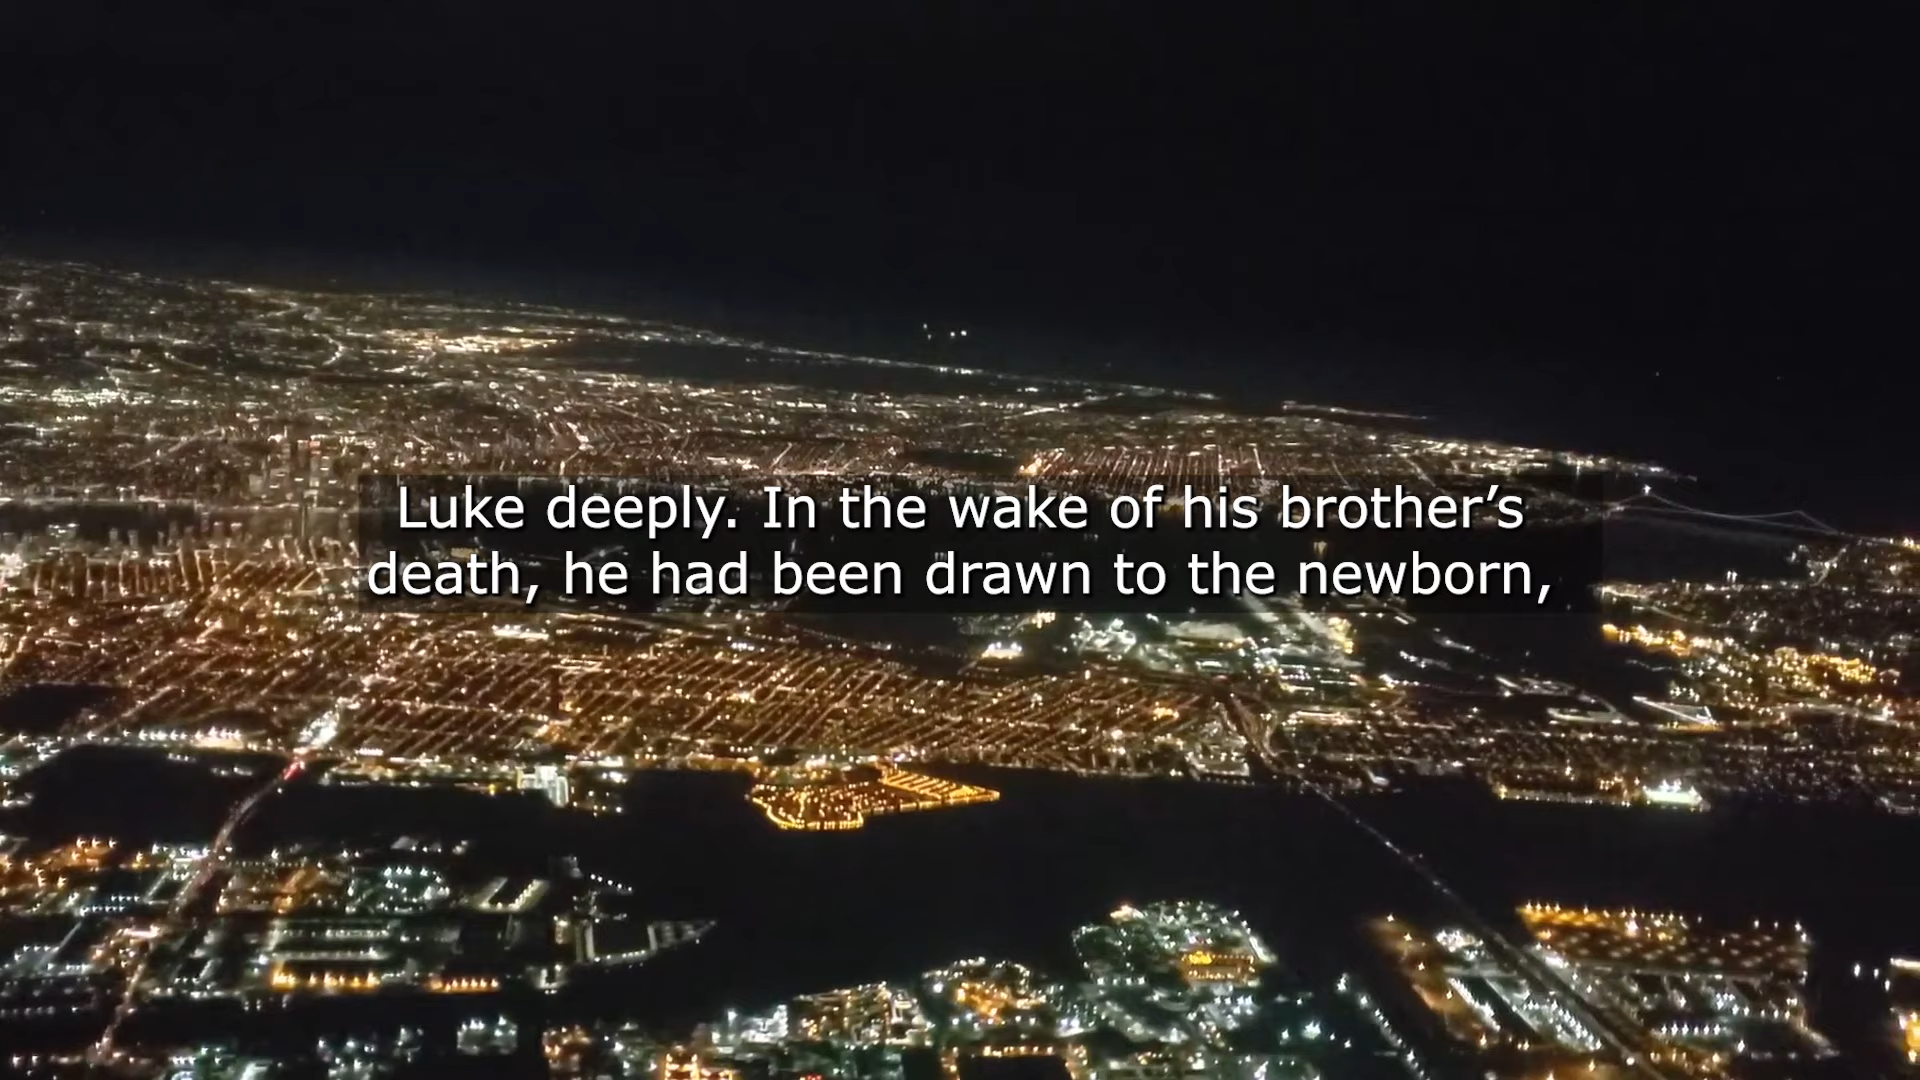 Luke deeply. In the wake of his brother’s
death, he had been drawn to the newborn,